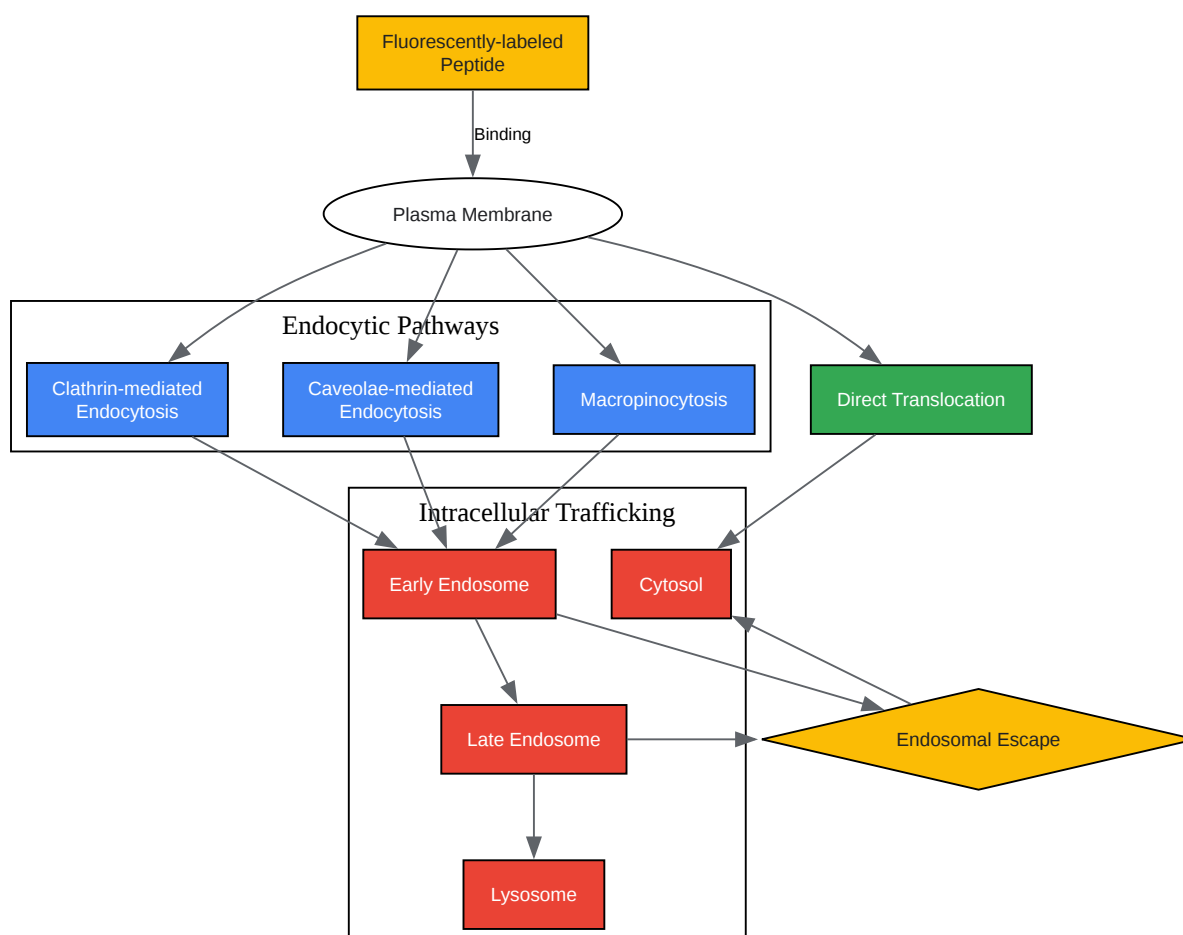 Fluorescently-labeled
Peptide
Binding
Plasma Membrane
Endocytic Pathways
Clathrin-mediated
Endocytosis
Caveolae-mediated
Endocytosis
Macropinocytosis
Direct Translocation
Intracellular Trafficking
Early Endosome
Cytosol
Late Endosome
Endosomal Escape
Lysosome